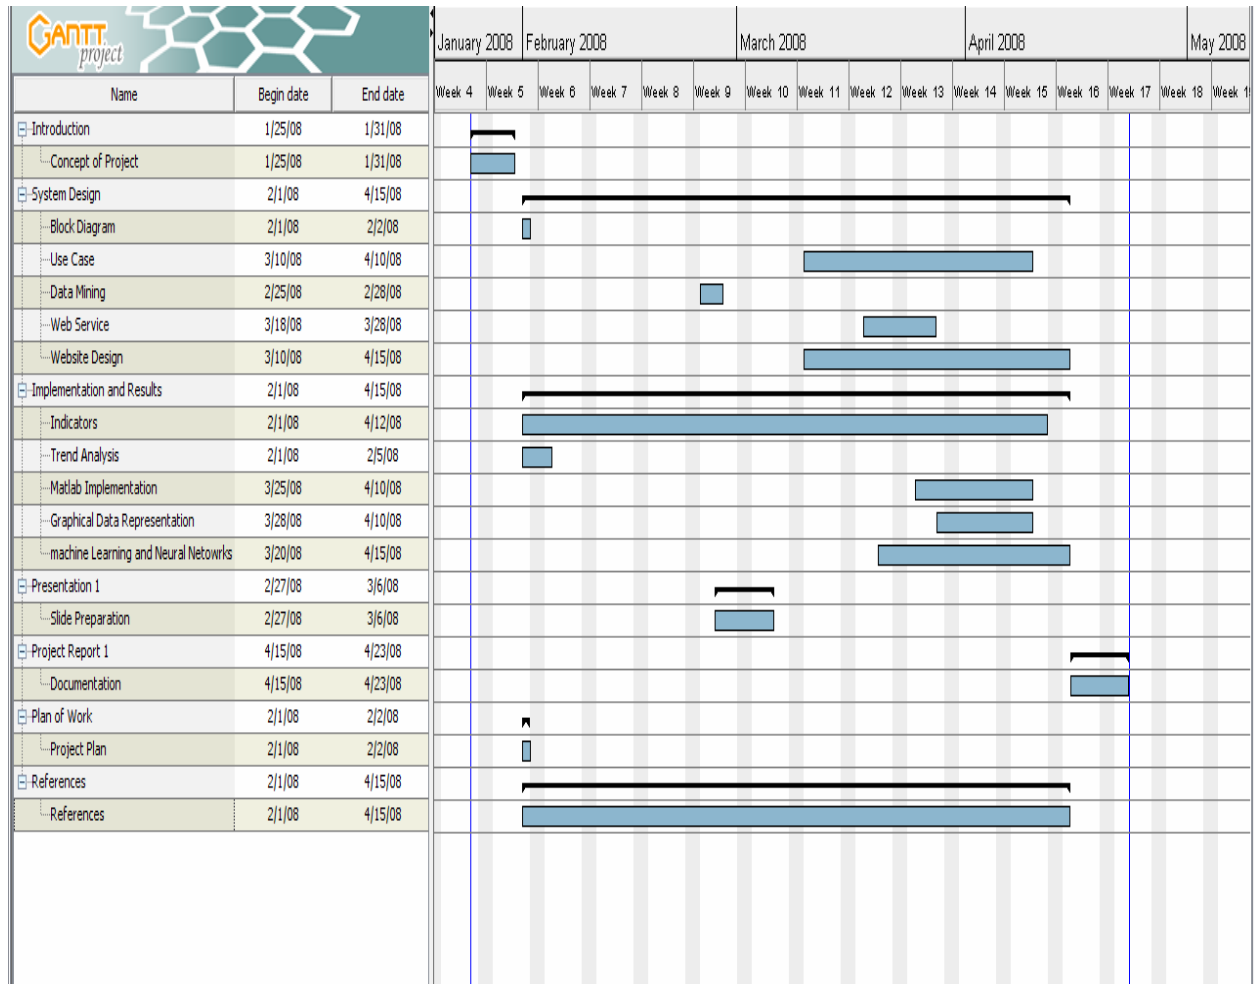 GANTT
project
January 2008 February 2008 March 2008 April 2008 May 2008
Name Begin date End date Week 4 Week 5 Week 6 Week 7 Week 8 Week 9 Week 10 Week 11 Week 12 Week 13 Week 14 Week 15 Week 16 Week 17 Week 18 Week
Introduction 1/25/08 1/31/08
Concept of Project 1/25/08 1/31/08
System Design 2/1/08 4/15/08
Block Diagram 2/1/08 2/2/08
Use Case 3/10/08 4/10/08
Data Mining 2/25/08 2/28/08
Web Service 3/18/08 3/28/08
Website Design 3/10/08 4/15/08
Implementation and Results 2/1/08 4/15/08
Indicators 2/1/08 4/12/08
Trend Analysis 2/1/08 2/5/08
Matlab Implementation 3/25/08 4/10/08
Graphical Data Representation 3/28/08 4/10/08
machine Learning and Neural Netowrks 3/20/08 4/15/08
Presentation 1 2/27/08 3/6/08
Slide Preparation 2/27/08 3/6/08
Project Report 1 4/15/08 4/23/08
Documentation 4/15/08 4/23/08
Plan of Work 2/1/08 2/2/08
Project Plan 2/1/08 2/2/08
References 2/1/08 4/15/08
References 2/1/08 4/15/08